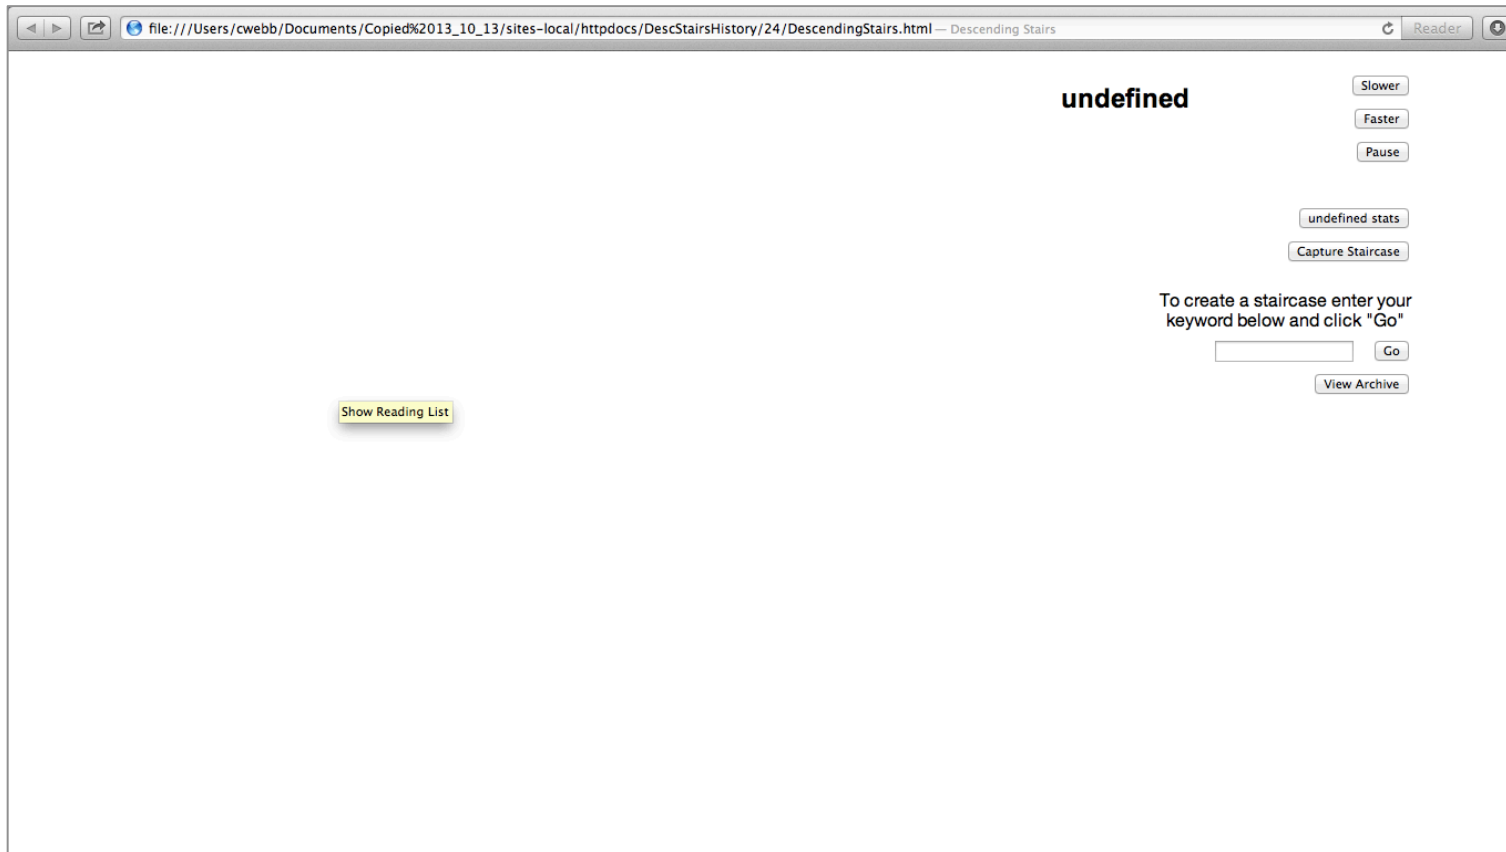 file:///Users/cwebb/Documents/Copied%2013_10_13/sites-local/httpdocs/DescStairsHistory/24/DescendingStairs.html — Descending Stairs
Reader
undefined
Slower
Faster
Pause
undefined stats
Capture Staircase
To create a staircase enter your
keyword below and click "Go"
Go
View Archive
Show Reading List